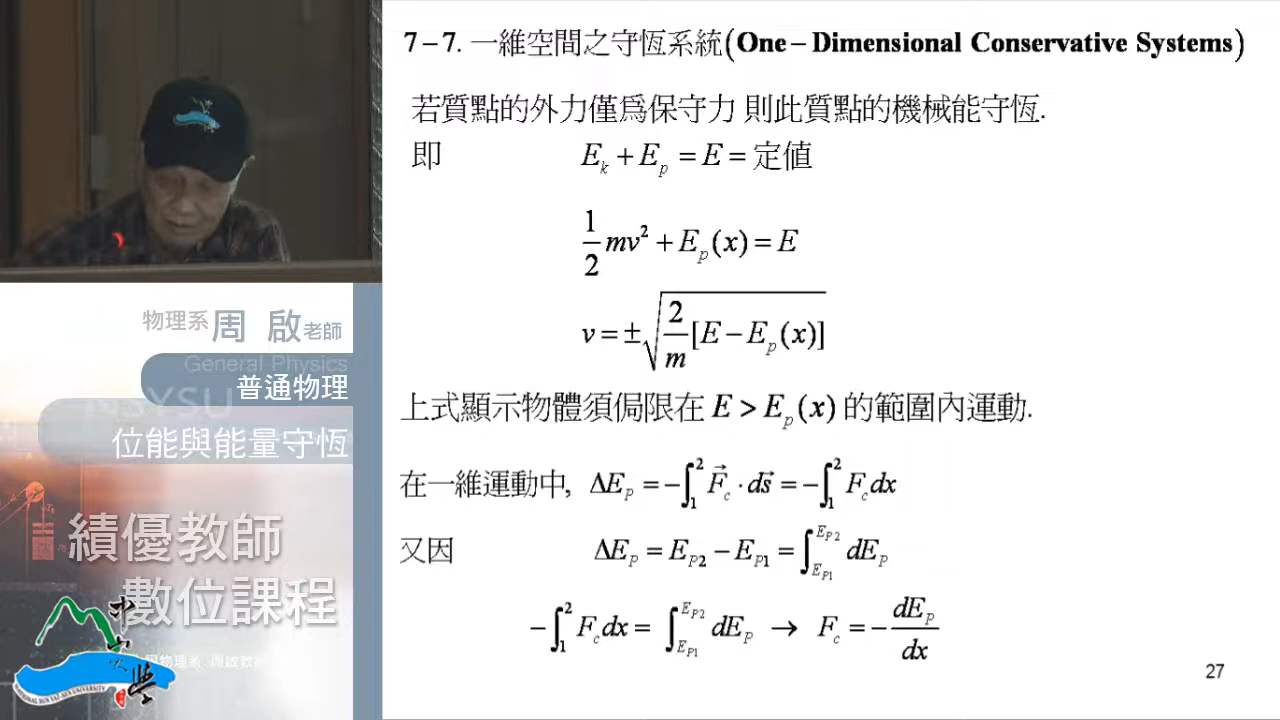 7－7. 一維空間之守恆系統(One－Dimensional Conservative Systems)
若質點的外力僅爲保守力 則此質點的機械能守恆.
即 E_k + E_p = E = 定値
1/2 mv² + E_p(x) = E
v = ±√(2/m [E − E_p(x)])
上式顯示物體須侷限在 E > E_p(x) 的範圍內運動.
在一維運動中, ΔE_p = −∫₁² F⃗_c · ds⃗ = −∫₁² F_c dx
又因 ΔE_P = E_P2 − E_P1 = ∫_{E_P1}^{E_P2} dE_P
−∫₁² F_c dx = ∫_{E_P1}^{E_P2} dE_P → F_c = − dE_P/dx
27
物理系 周 啟 老師
General Physics
普通物理
NSYSU
位能與能量守恆
績優教師
數位課程
NATIONAL SUN YAT-SEN UNIVERSITY